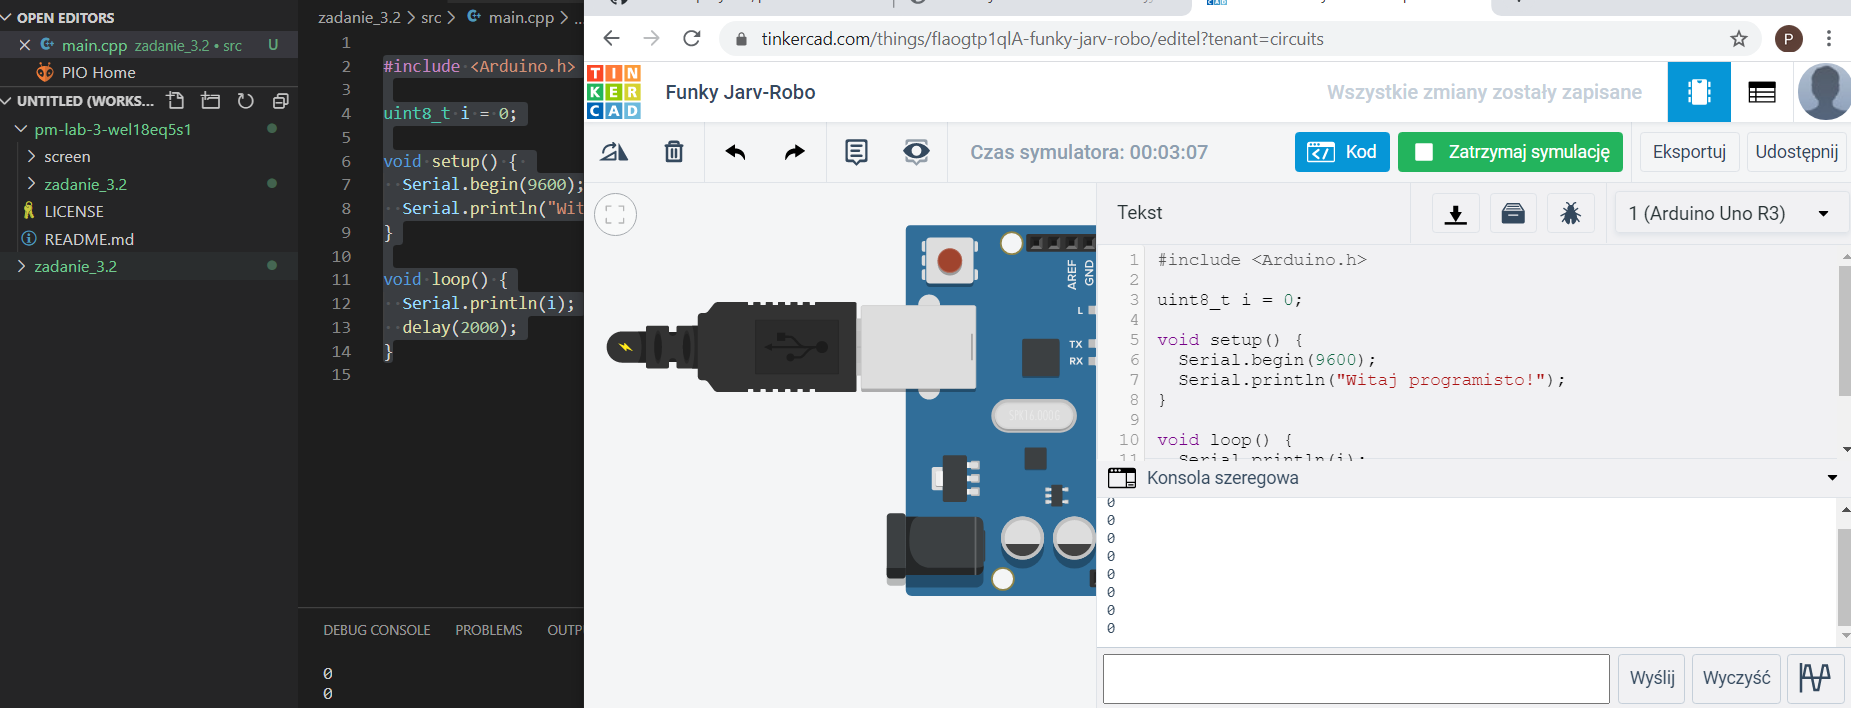 OPEN EDITORS
main.cpp zadanie_3.2 • src U
PIO Home
UNTITLED (WORKS...
pm-lab-3-wel18eq5s1
screen
zadanie_3.2
LICENSE
README.md
zadanie_3.2
zadanie_3.2 > src > main.cpp > ...
1
2 #include <Arduino.h>
3
4 uint8_t i = 0;
5
6 void setup() {
7 Serial.begin(9600);
8 Serial.println("Wit
9 }
10
11 void loop() {
12 Serial.println(i);
13 delay(2000);
14 }
15
DEBUG CONSOLE PROBLEMS OUTP
0
0
tinkercad.com/things/flaogtp1qlA-funky-jarv-robo/editel?tenant=circuits
P
TIN
KER
CAD
Funky Jarv-Robo
Wszystkie zmiany zostały zapisane
Czas symulatora: 00:03:07
Kod
Zatrzymaj symulację
Eksportuj
Udostępnij
AREF
GND
L
TX
RX
Tekst
1 (Arduino Uno R3)
1 #include <Arduino.h>
2
3 uint8_t i = 0;
4
5 void setup() {
6 Serial.begin(9600);
7 Serial.println("Witaj programisto!");
8 }
9
10 void loop() {
11 Serial.println(i);
Konsola szeregowa
0
0
0
0
0
0
0
0
Wyślij
Wyczyść